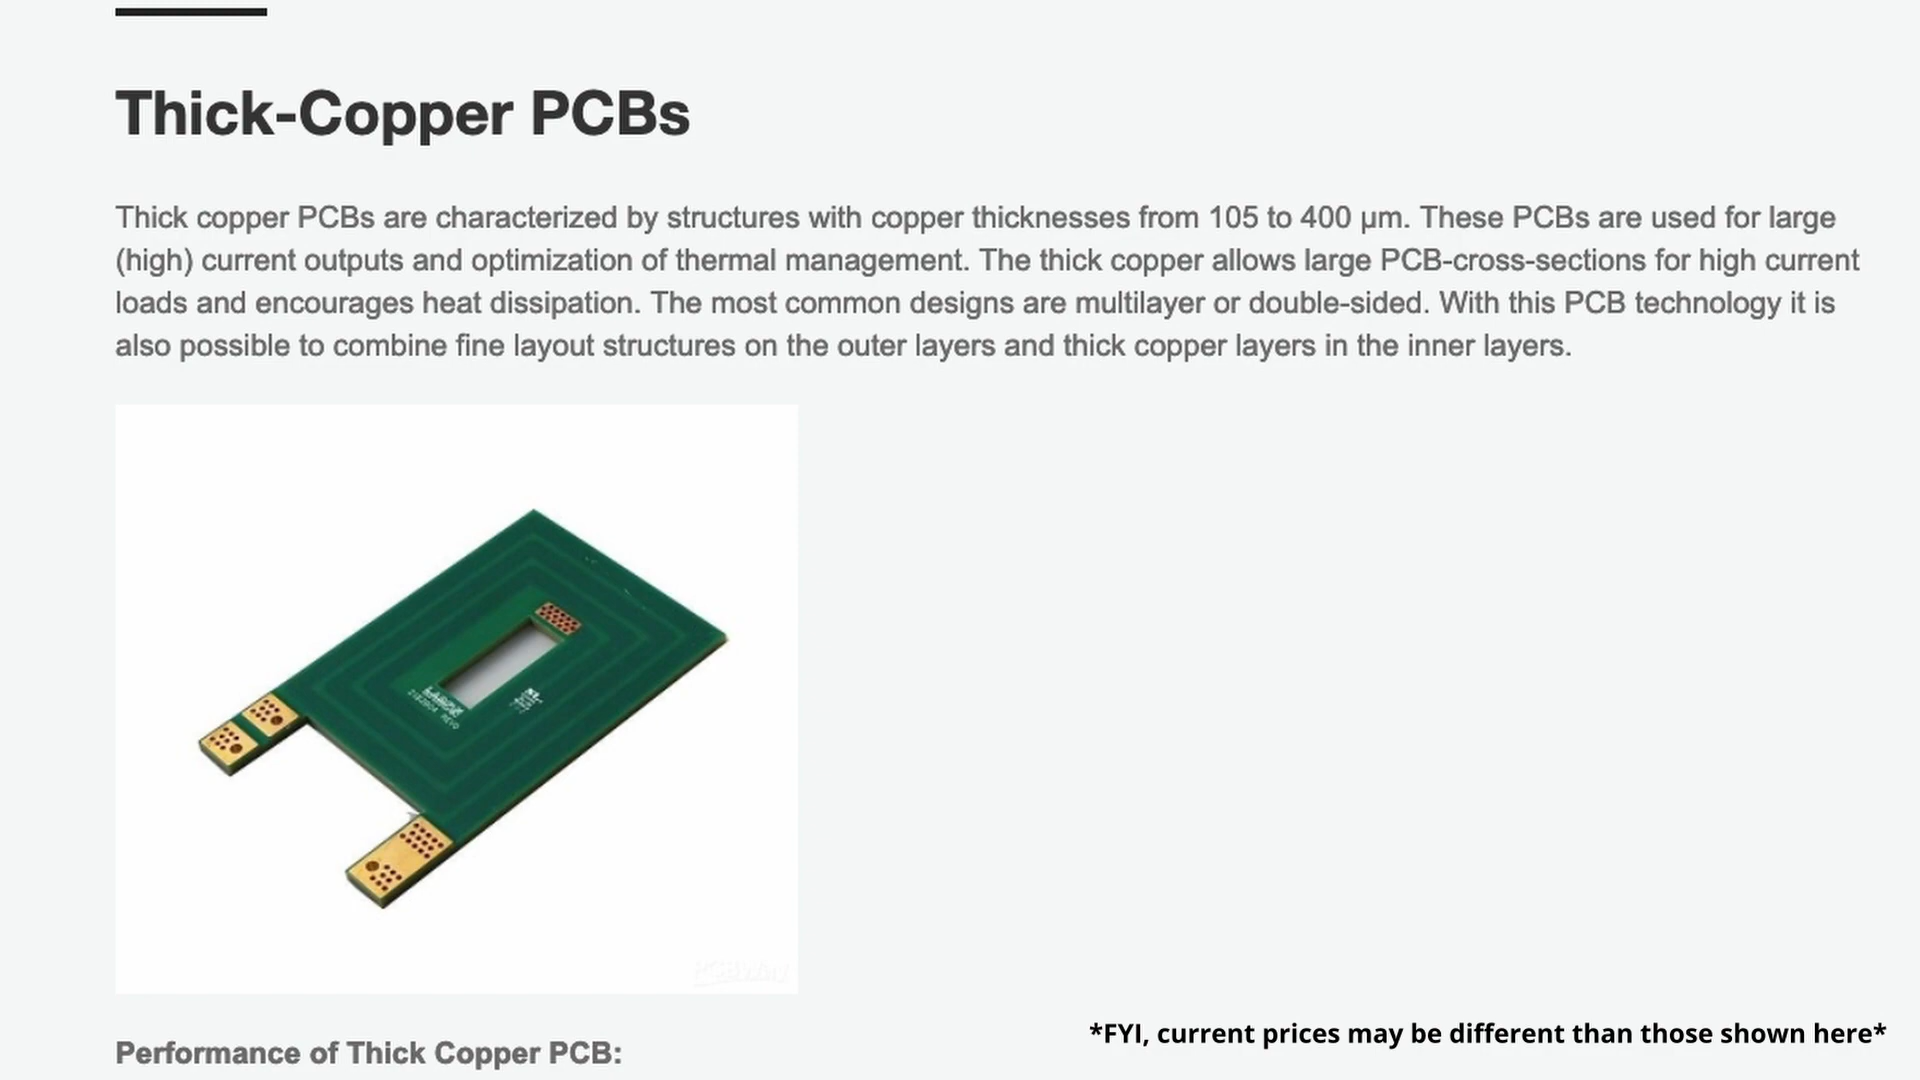 Thick-Copper PCBs
Thick copper PCBs are characterized by structures with copper thicknesses from 105 to 400 μm. These PCBs are used for large
(high) current outputs and optimization of thermal management. The thick copper allows large PCB-cross-sections for high current
loads and encourages heat dissipation. The most common designs are multilayer or double-sided. With this PCB technology it is
also possible to combine fine layout structures on the outer layers and thick copper layers in the inner layers.
PCBWay
*FYI, current prices may be different than those shown here*
Performance of Thick Copper PCB: